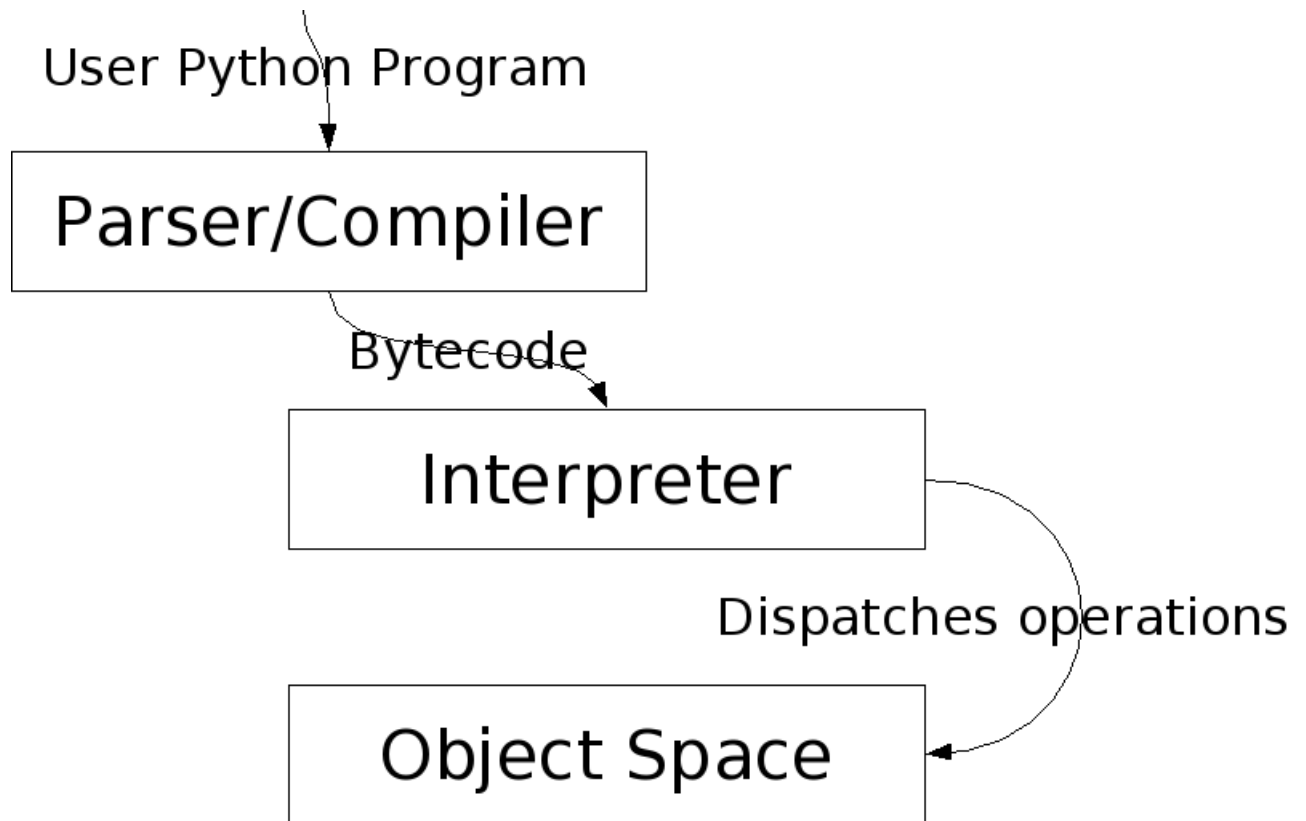 User Python Program
Parser/Compiler
Bytecode
Interpreter
Dispatches operations
Object Space